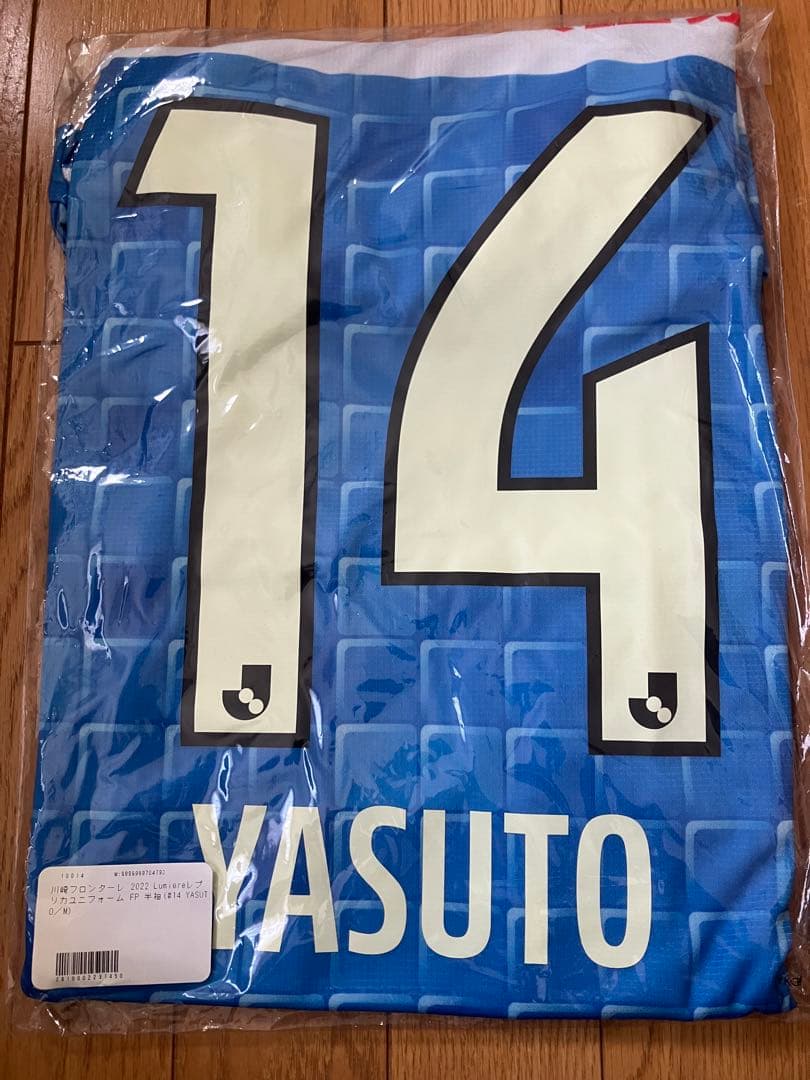 14
YASUTO
10014
川崎フロンターレ 2022 Lumiereレプ
リカユニフォーム FP 半袖(#14 YASUT
O/M)